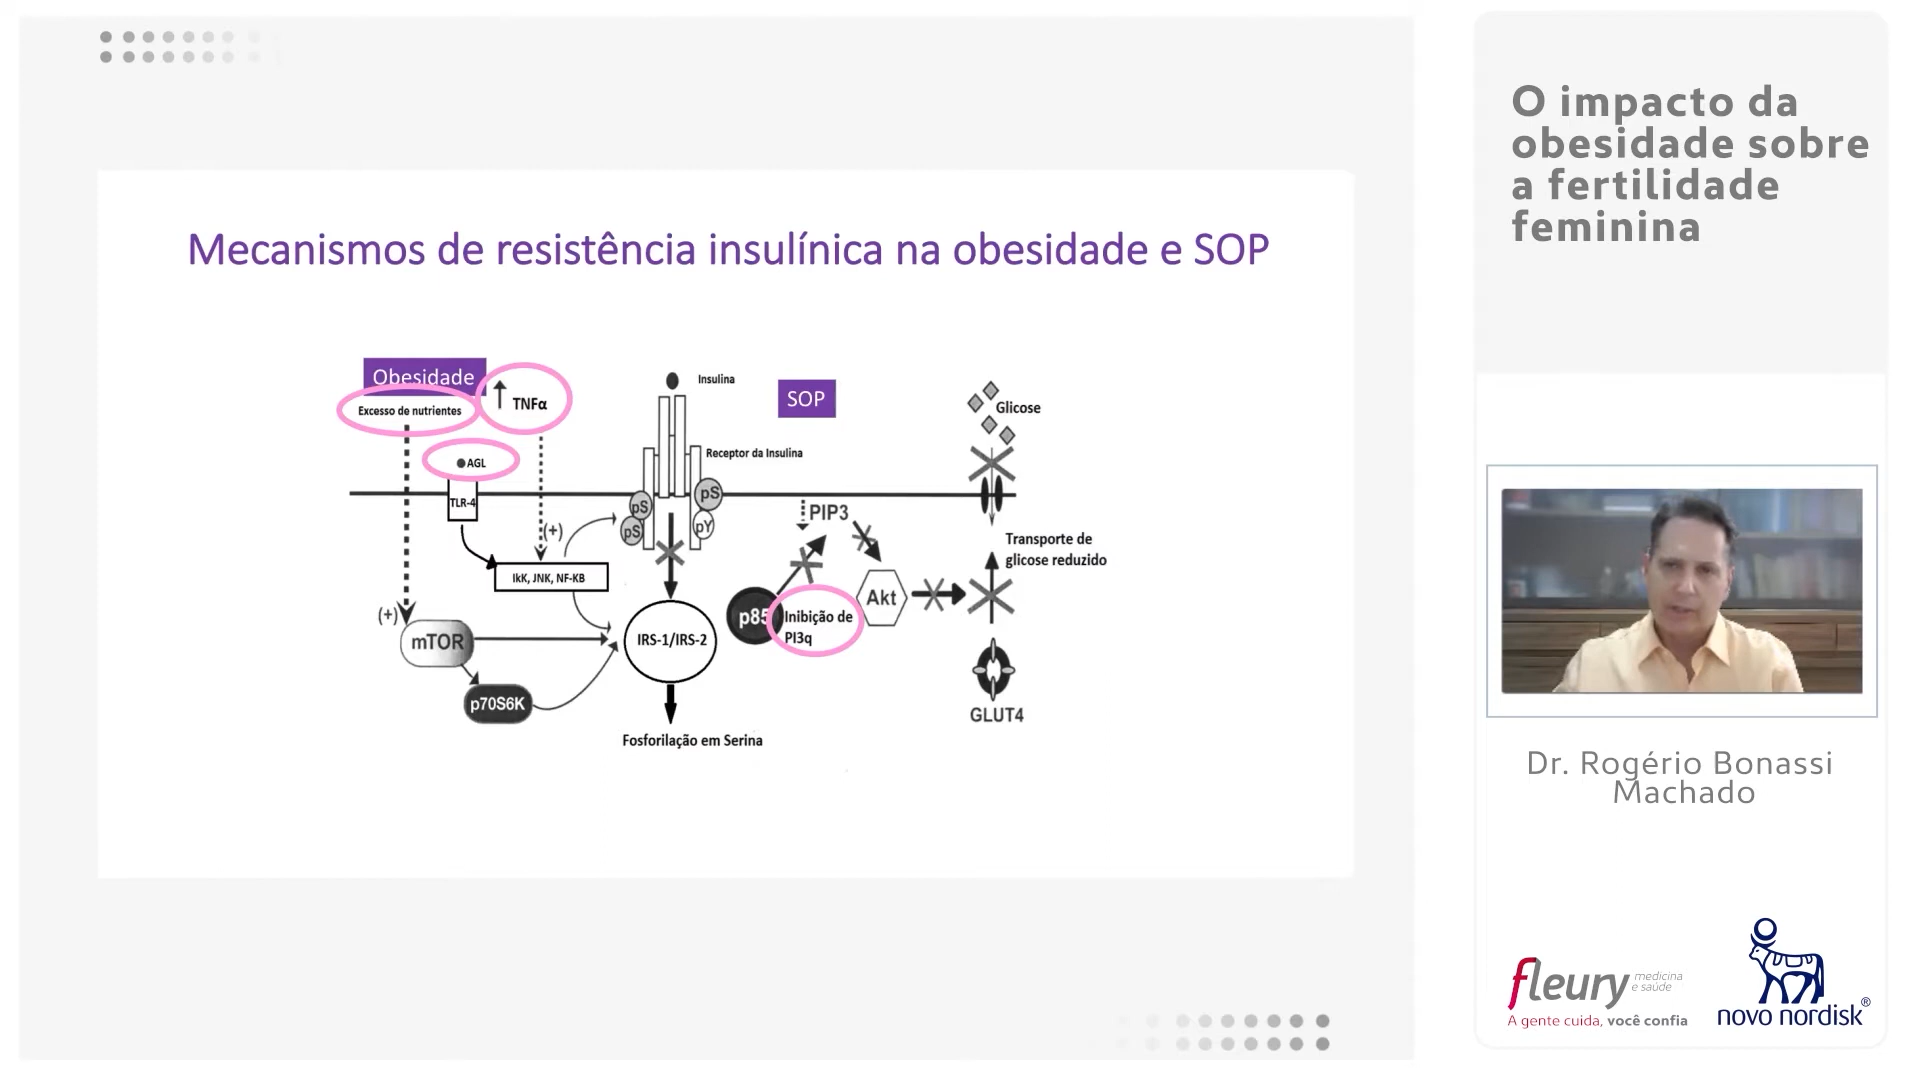 Mecanismos de resistência insulínica na obesidade e SOP
Obesidade
Excesso de nutrientes
TNFα
AGL
TLR-4
(+)
IkK, JNK, NF-KB
(+)
mTOR
p70S6K
Insulina
Receptor da Insulina
pS
pS
pS
pY
IRS-1/IRS-2
Fosforilação em Serina
SOP
PIP3
p85
Inibição de
PI3q
Akt
Glicose
Transporte de
glicose reduzido
GLUT4
O impacto da
obesidade sobre
a fertilidade
feminina
Dr. Rogério Bonassi
Machado
fleury medicina
e saúde
A gente cuida, você confia
novo nordisk®